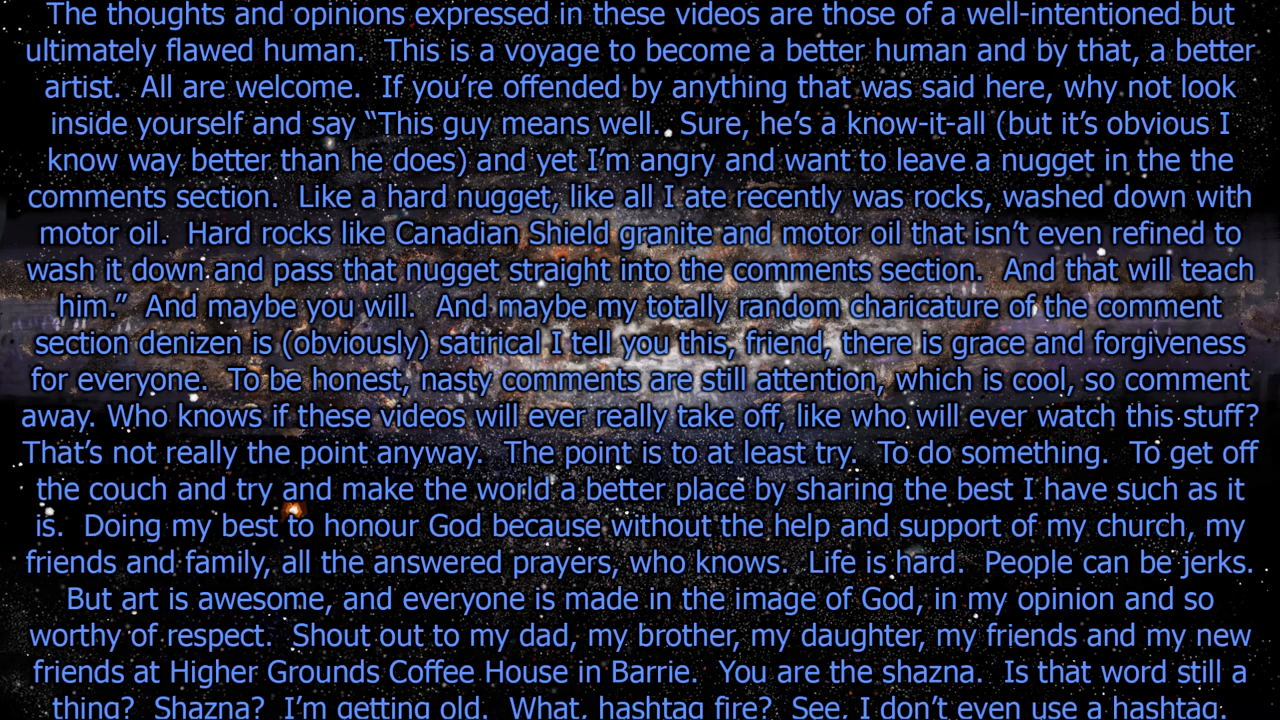 The thoughts and opinions expressed in these videos are those of a well-intentioned but
ultimately flawed human.  This is a voyage to become a better human and by that, a better
artist.  All are welcome.  If you’re offended by anything that was said here, why not look
inside yourself and say “This guy means well.  Sure, he’s a know-it-all (but it’s obvious I
know way better than he does) and yet I’m angry and want to leave a nugget in the the
comments section.  Like a hard nugget, like all I ate recently was rocks, washed down with
motor oil.  Hard rocks like Canadian Shield granite and motor oil that isn’t even refined to
wash it down and pass that nugget straight into the comments section.  And that will teach
him.”  And maybe you will.  And maybe my totally random charicature of the comment
section denizen is (obviously) satirical I tell you this, friend, there is grace and forgiveness
for everyone.  To be honest, nasty comments are still attention, which is cool, so comment
away. Who knows if these videos will ever really take off, like who will ever watch this stuff?
That’s not really the point anyway.  The point is to at least try.  To do something.  To get off
the couch and try and make the world a better place by sharing the best I have such as it
is.  Doing my best to honour God because without the help and support of my church, my
friends and family, all the answered prayers, who knows.  Life is hard.  People can be jerks.
But art is awesome, and everyone is made in the image of God, in my opinion and so
worthy of respect.  Shout out to my dad, my brother, my daughter, my friends and my new
friends at Higher Grounds Coffee House in Barrie.  You are the shazna.  Is that word still a
thing?  Shazna?  I’m getting old.  What, hashtag fire?  See, I don’t even use a hashtag.